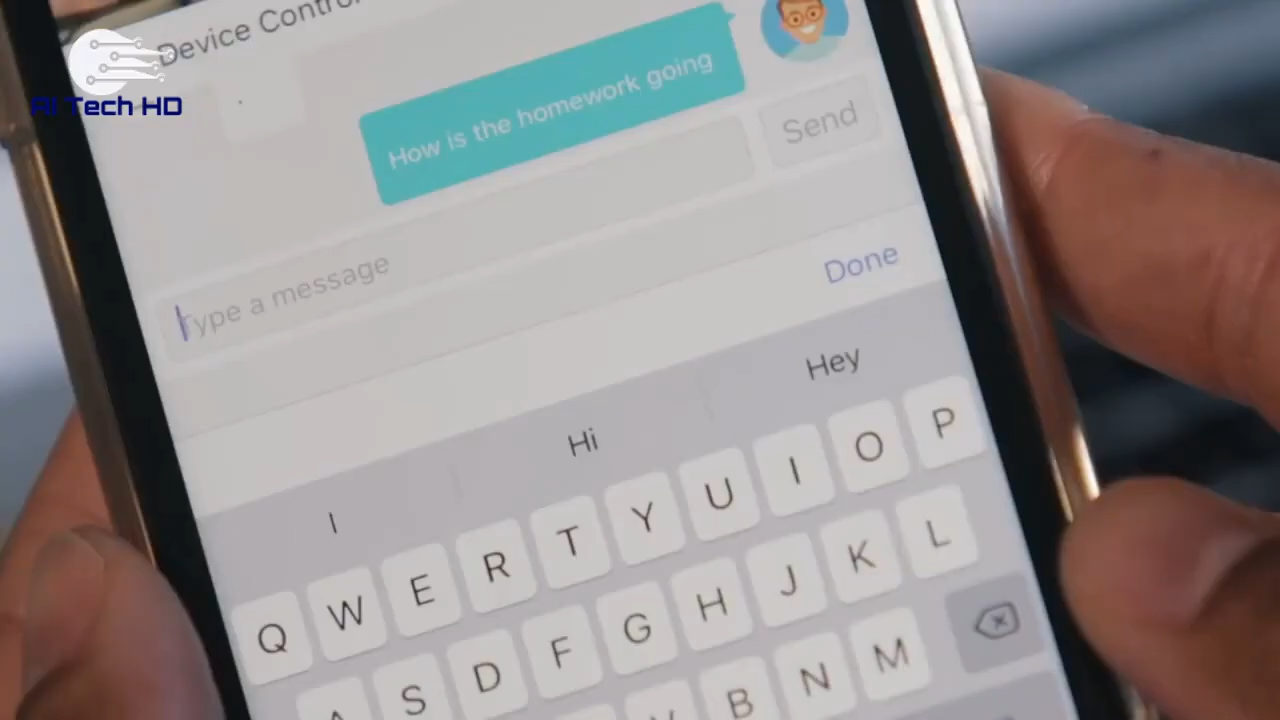 Device Control
AI Tech HD
How is the homework going
Send
Type a message
Done
I
Hi
Hey
Q W E R T Y U I O P
A S D F G H J K L
V B N M